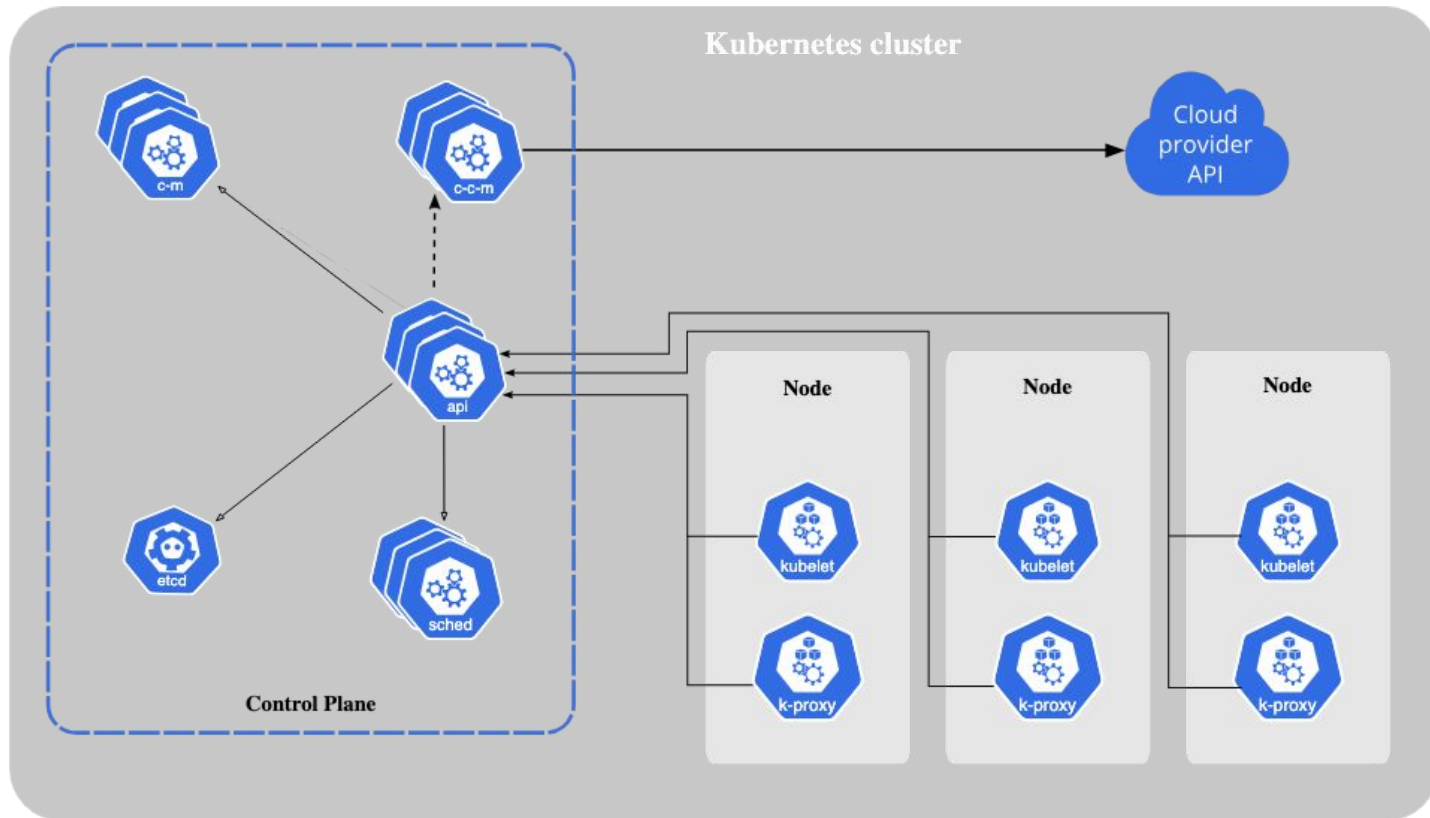 Kubernetes cluster
c-m
c-c-m
Cloud
provider
API
api
Node
Node
Node
etcd
sched
kubelet
kubelet
kubelet
k-proxy
k-proxy
k-proxy
Control Plane